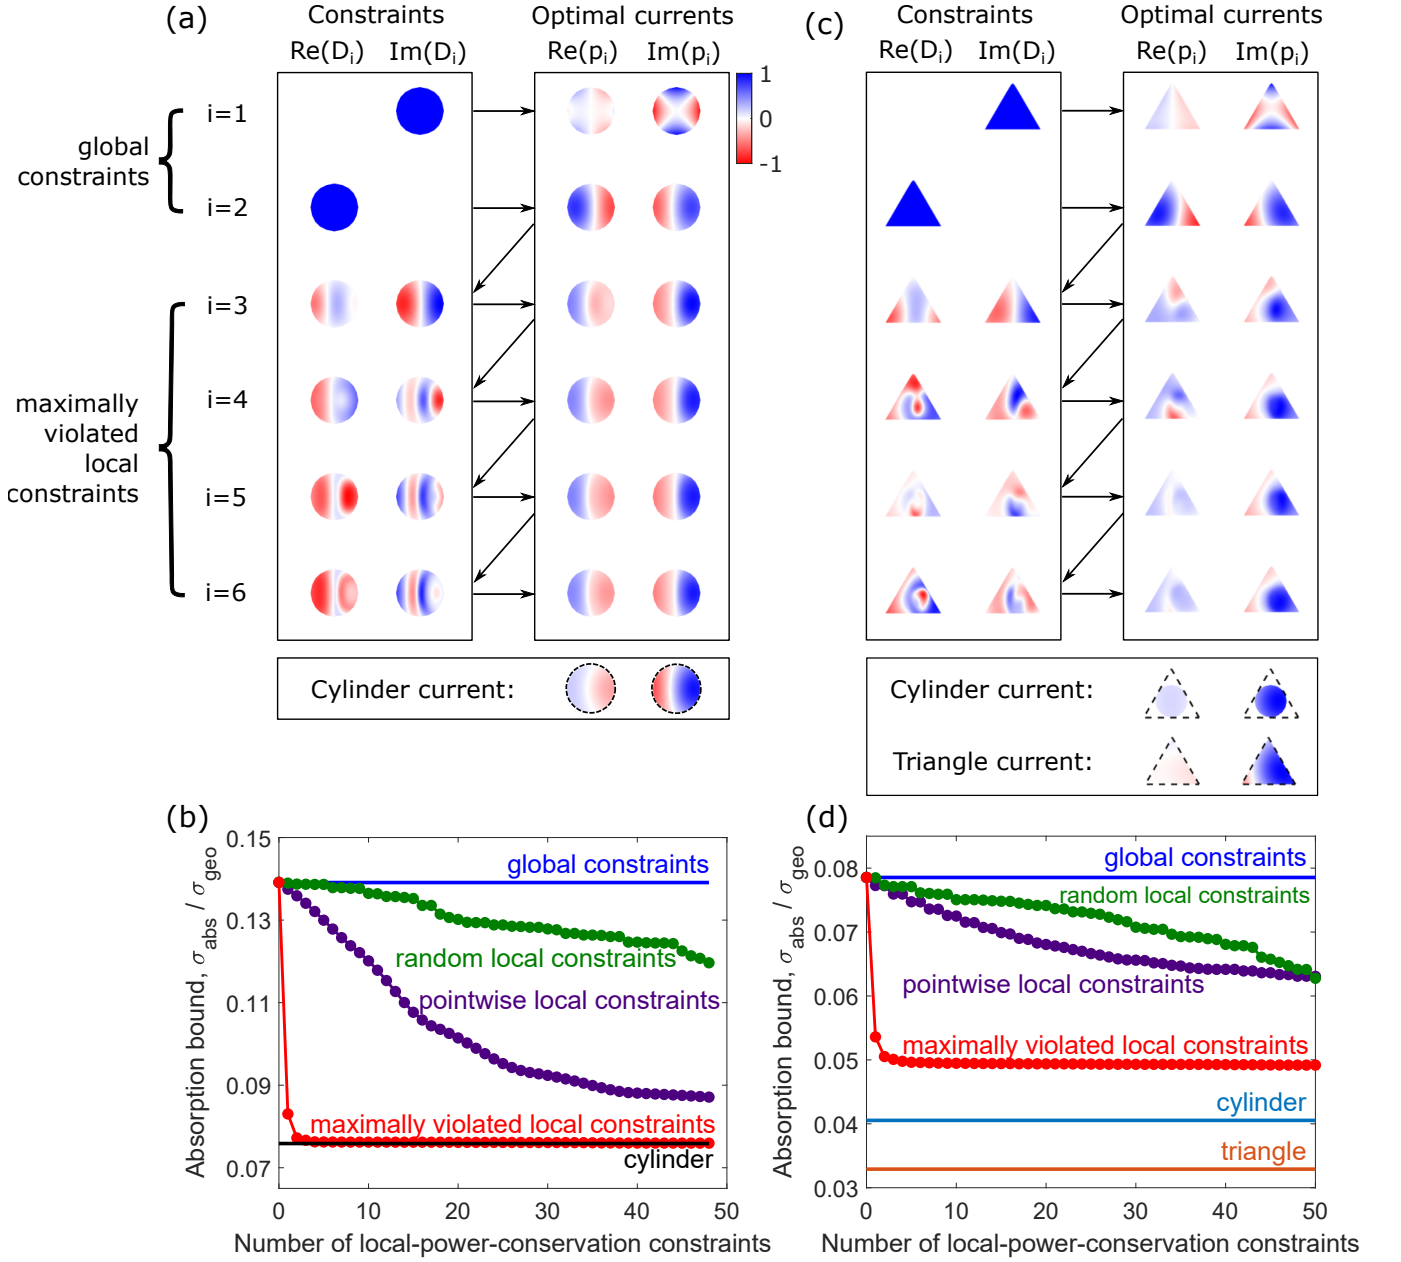 (a)
Constraints
Optimal currents
Re(Di)
Im(Di)
Re(pi)
Im(pi)
1
0
-1
global
constraints
i=1
i=2
maximally
violated
local
constraints
i=3
i=4
i=5
i=6
Cylinder current:
(c)
Constraints
Optimal currents
Re(Di)
Im(Di)
Re(pi)
Im(pi)
Cylinder current:
Triangle current:
(b)
Absorption bound, σabs / σgeo
0.15
0.13
0.11
0.09
0.07
global constraints
random local constraints
pointwise local constraints
maximally violated local constraints
cylinder
0
10
20
30
40
50
Number of local-power-conservation constraints
(d)
Absorption bound, σabs / σgeo
0.08
0.07
0.06
0.05
0.04
0.03
global constraints
random local constraints
pointwise local constraints
maximally violated local constraints
cylinder
triangle
0
10
20
30
40
50
Number of local-power-conservation constraints